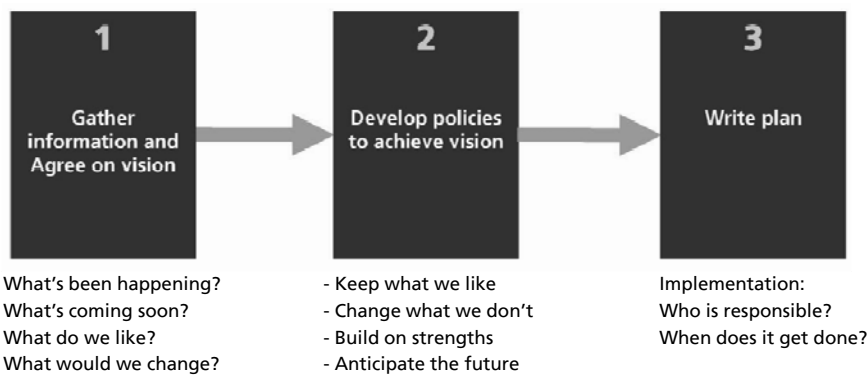 1
Gather
information and
Agree on vision
2
Develop policies
to achieve vision
3
Write plan
What's been happening?
What's coming soon?
What do we like?
What would we change?
- Keep what we like
- Change what we don't
- Build on strengths
- Anticipate the future
Implementation:
Who is responsible?
When does it get done?